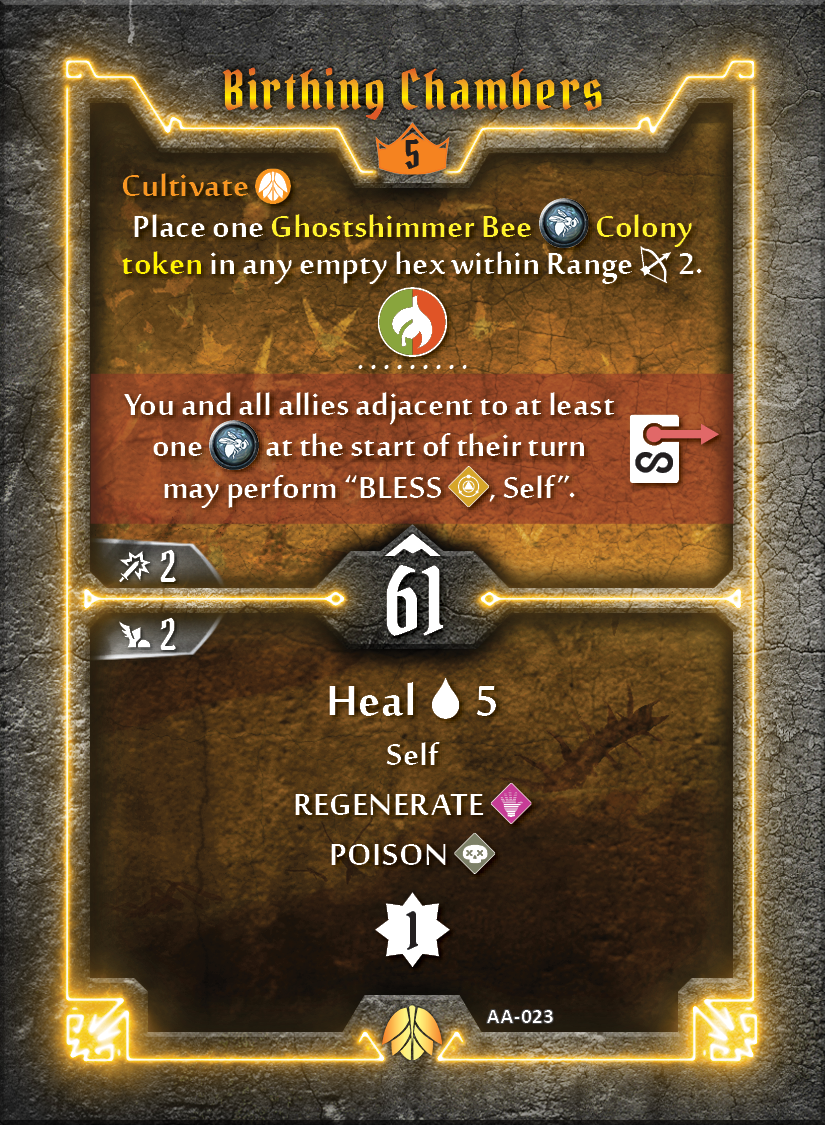 Birthing Chambers
5
Cultivate
Place one Ghostshimmer Bee Colony
token in any empty hex within Range 2.
You and all allies adjacent to at least
one at the start of their turn
may perform “BLESS , Self”.
2
61
2
Heal 5
Self
REGENERATE
POISON
1
AA-023